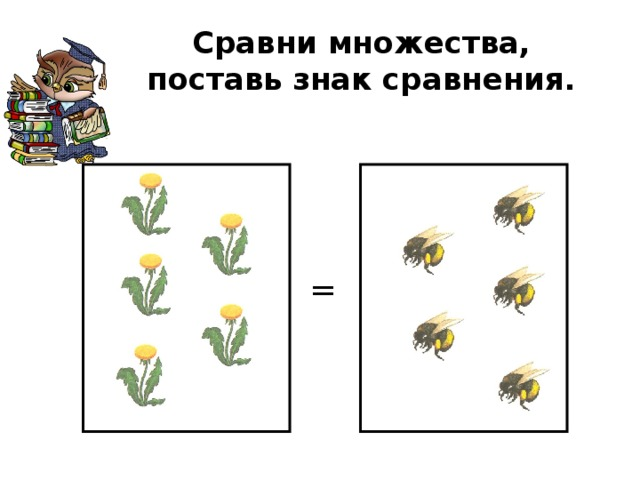 Сравни множества,
поставь знак сравнения.
=